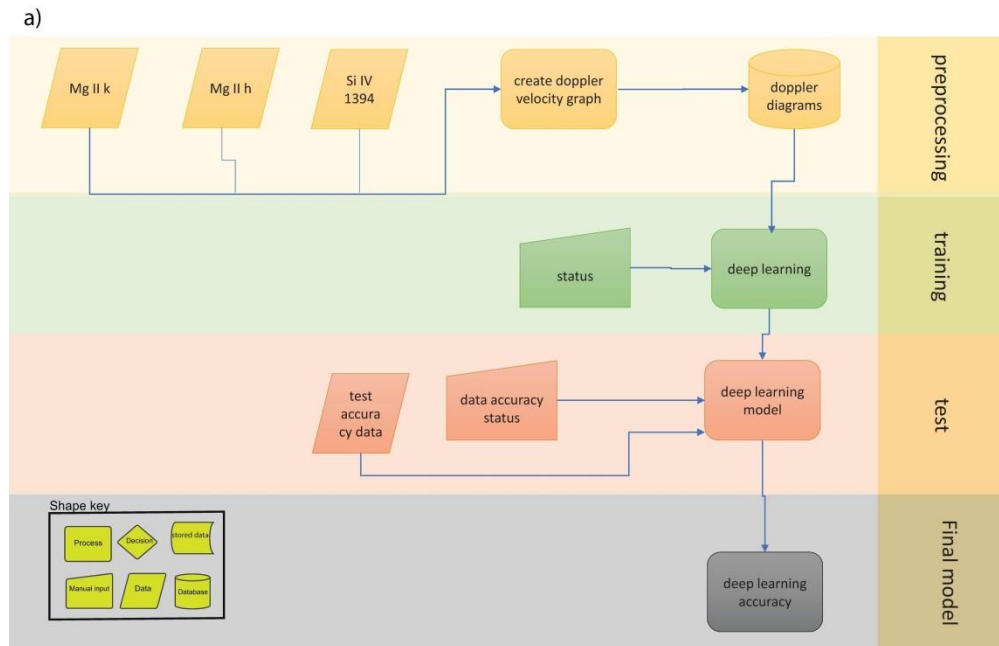 a)
Mg II k
Mg II h
Si IV
1394
create doppler
velocity graph
doppler
diagrams
preprocessing
status
deep learning
training
test
accura
cy data
data accuracy
status
deep learning
model
test
Shape key
Process
Decision
stored data
Manual input
Data
Database
deep learning
accuracy
Final model